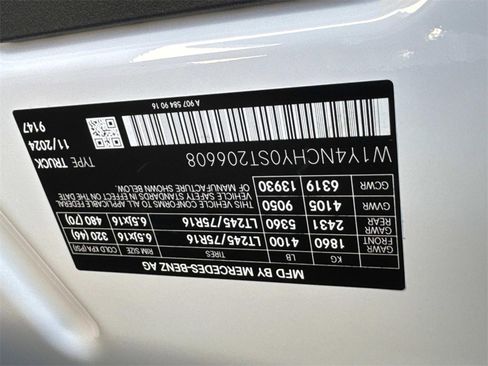 MFD BY MERCEDES-BENZ AG
KG LB TIRES RIM SIZE COLD KPA (PSI)
GAWR FRONT 1860 4100 LT245/75R16 6.5Jx16 320 (46)
GAWR REAR 2431 5360 LT245/75R16 6.5Jx16 480 (70)
GVWR 4105 9050 THIS VEHICLE CONFORMS TO ALL APPLICABLE FEDERAL MOTOR
GCWR 6319 13930 VEHICLE SAFETY STANDARDS IN EFFECT ON THE DATE
OF MANUFACTURE SHOWN BELOW.
W1Y4NCHY0ST206608 TYPE TRUCK
11/2024
A 907 584 90 16 9147